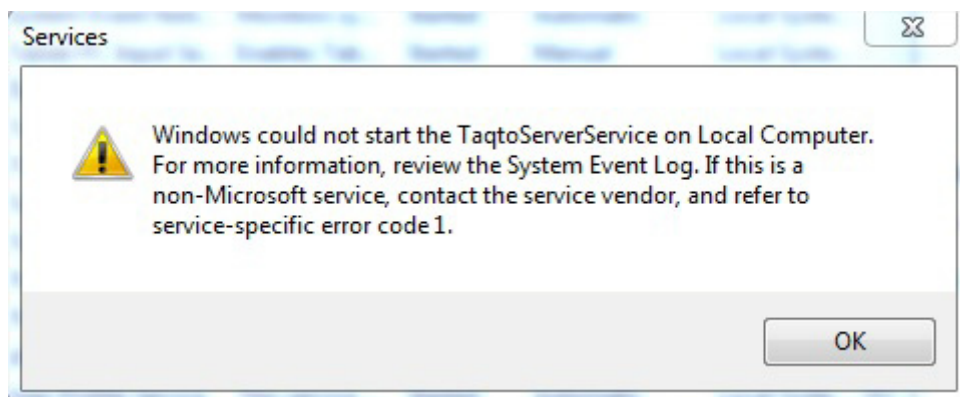 Services
Windows could not start the TaqtoServerService on Local Computer.
For more information, review the System Event Log. If this is a
non-Microsoft service, contact the service vendor, and refer to
service-specific error code 1.
OK